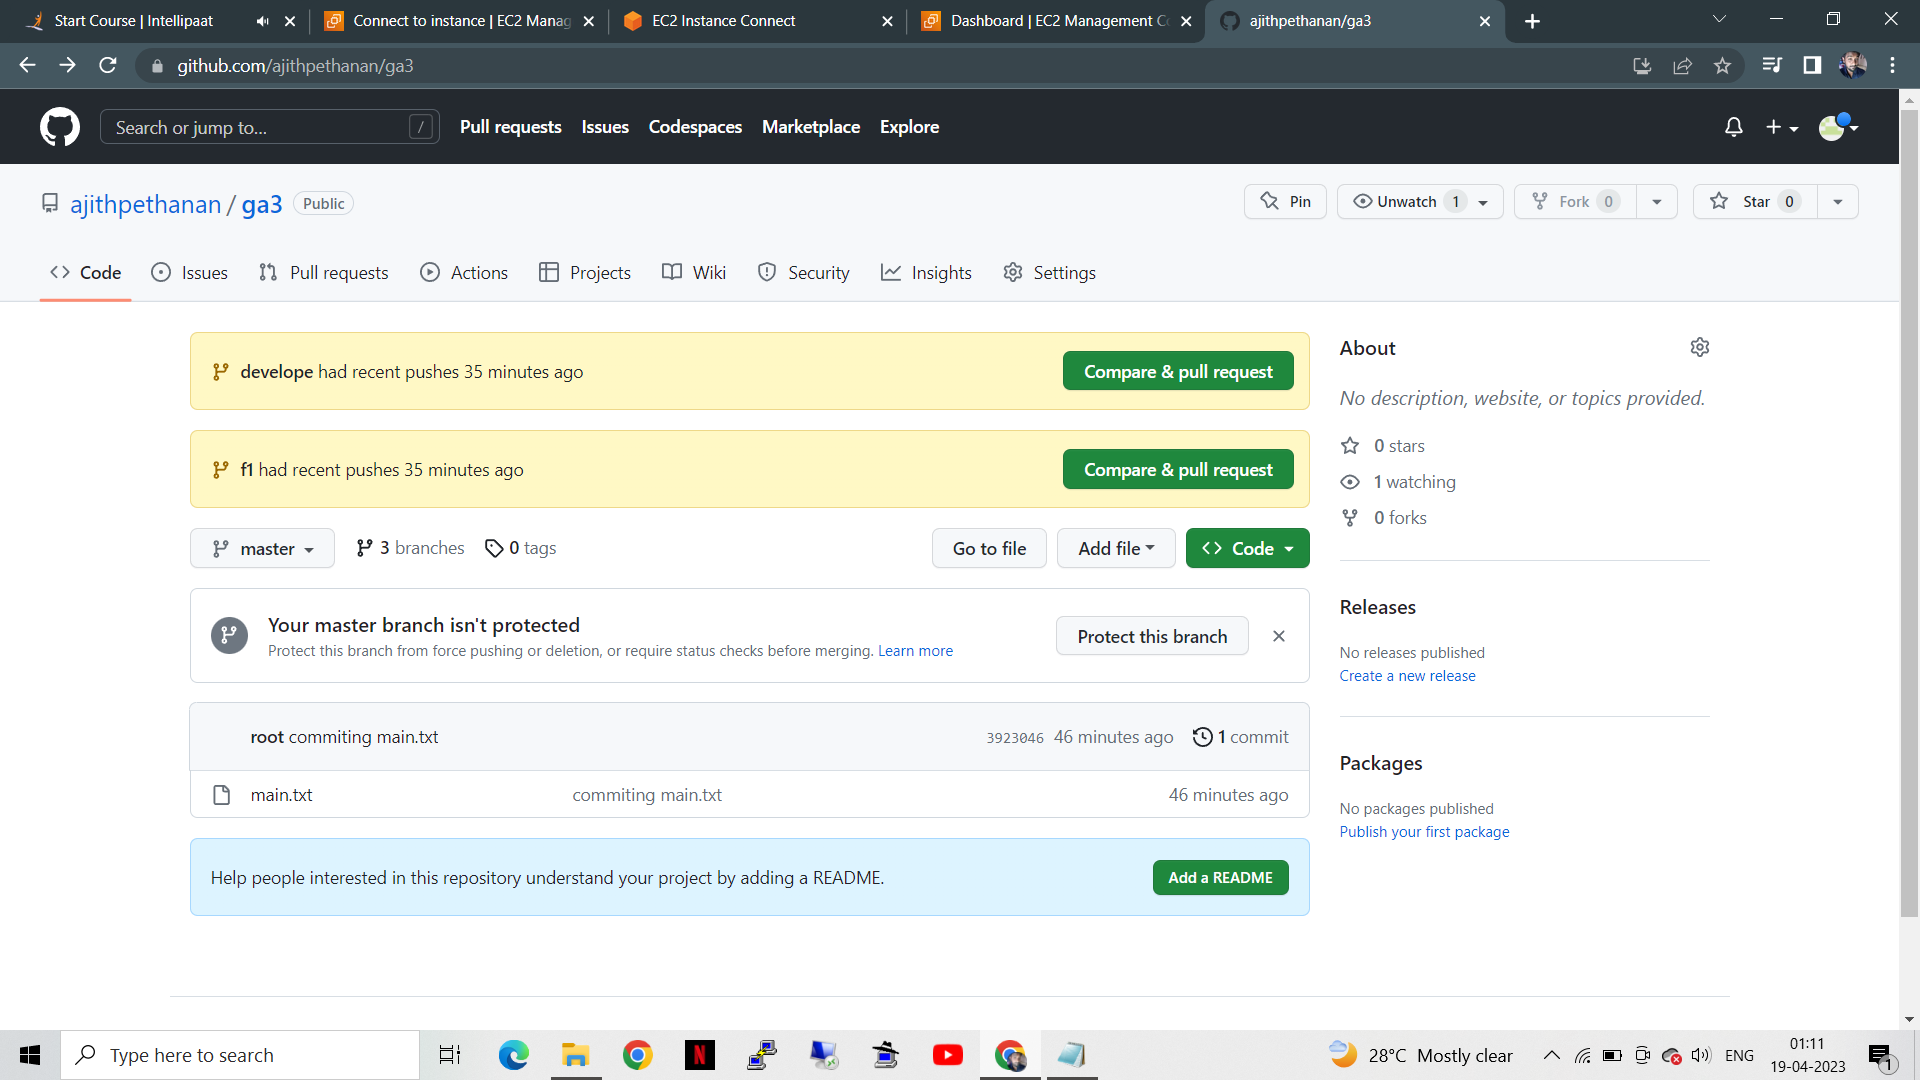 Start Course | Intellipaat
Connect to instance | EC2 Manag
EC2 Instance Connect
Dashboard | EC2 Management Co
ajithpethanan/ga3
github.com/ajithpethanan/ga3
Search or jump to... /
Pull requests Issues Codespaces Marketplace Explore
ajithpethanan / ga3 Public
Pin
Unwatch 1
Fork 0
Star 0
Code Issues Pull requests Actions Projects Wiki Security Insights Settings
develope had recent pushes 35 minutes ago
Compare & pull request
f1 had recent pushes 35 minutes ago
Compare & pull request
master 3 branches 0 tags
Go to file Add file Code
Your master branch isn't protected
Protect this branch from force pushing or deletion, or require status checks before merging. Learn more
Protect this branch
root commiting main.txt 3923046 46 minutes ago 1 commit
main.txt commiting main.txt 46 minutes ago
Help people interested in this repository understand your project by adding a README.
Add a README
About
No description, website, or topics provided.
0 stars
1 watching
0 forks
Releases
No releases published
Create a new release
Packages
No packages published
Publish your first package
Type here to search
N
28°C Mostly clear
ENG
01:11
19-04-2023
1